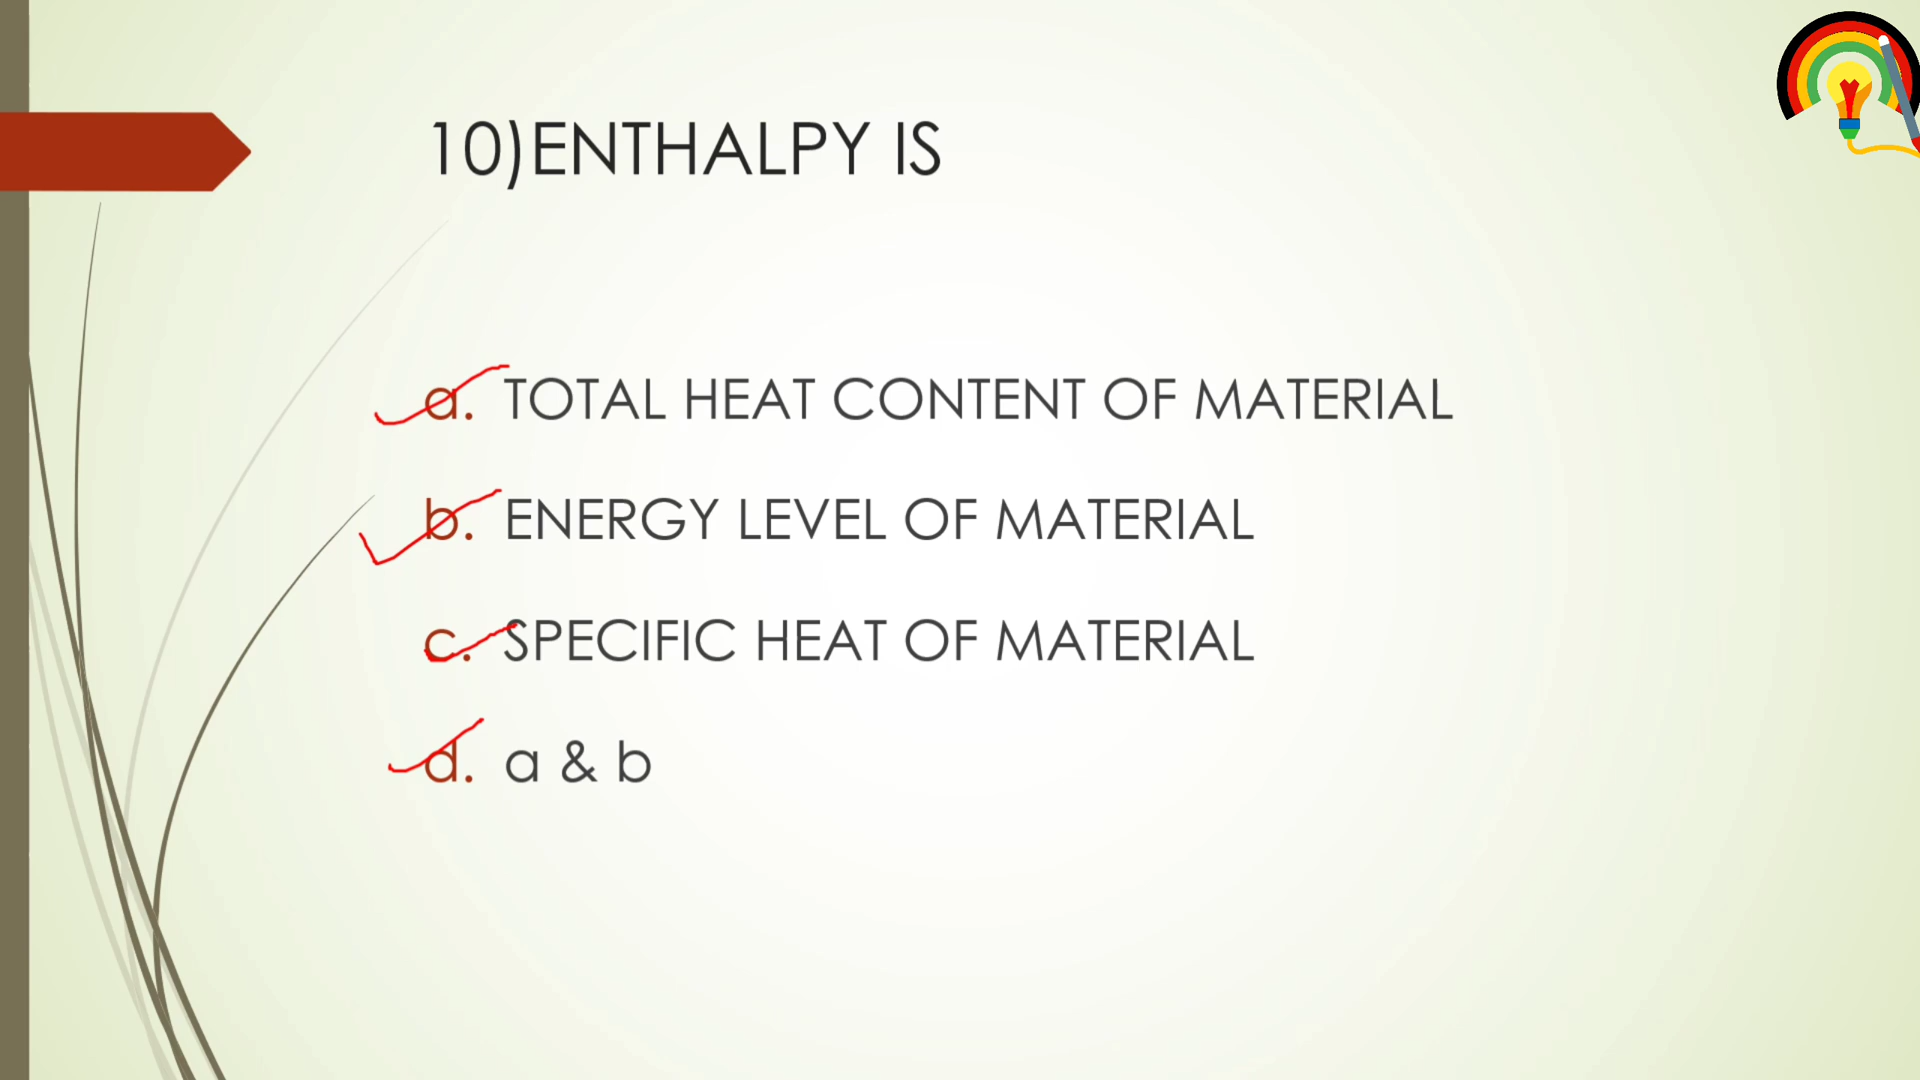 10)ENTHALPY IS
a. TOTAL HEAT CONTENT OF MATERIAL
b. ENERGY LEVEL OF MATERIAL
c. SPECIFIC HEAT OF MATERIAL
d. a & b